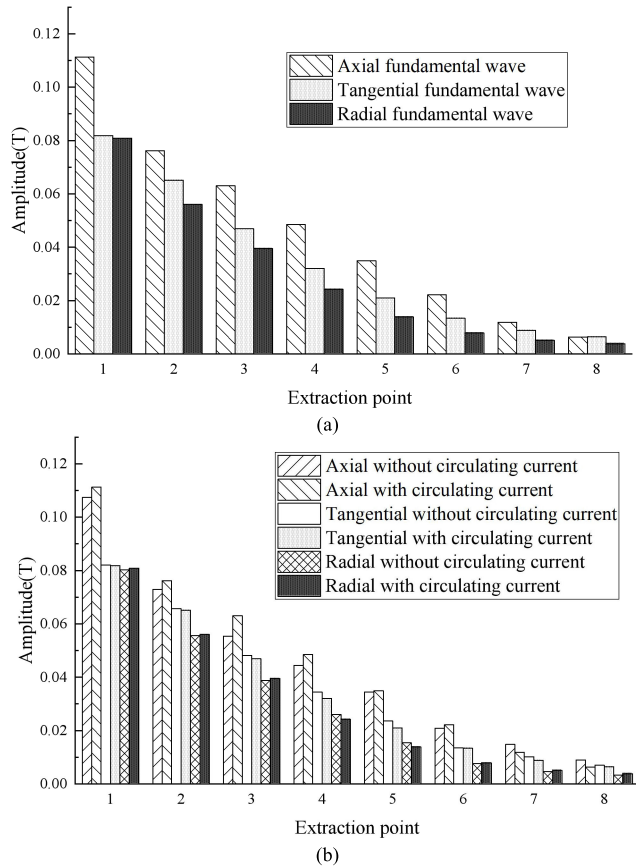 0.12
0.10
0.08
0.06
0.04
0.02
0.00
Amplitude(T)
Axial fundamental wave
Tangential fundamental wave
Radial fundamental wave
1 2 3 4 5 6 7 8
Extraction point
(a)
0.12
0.10
0.08
0.06
0.04
0.02
0.00
Amplitude(T)
Axial without circulating current
Axial with circulating current
Tangential without circulating current
Tangential with circulating current
Radial without circulating current
Radial with circulating current
1 2 3 4 5 6 7 8
Extraction point
(b)